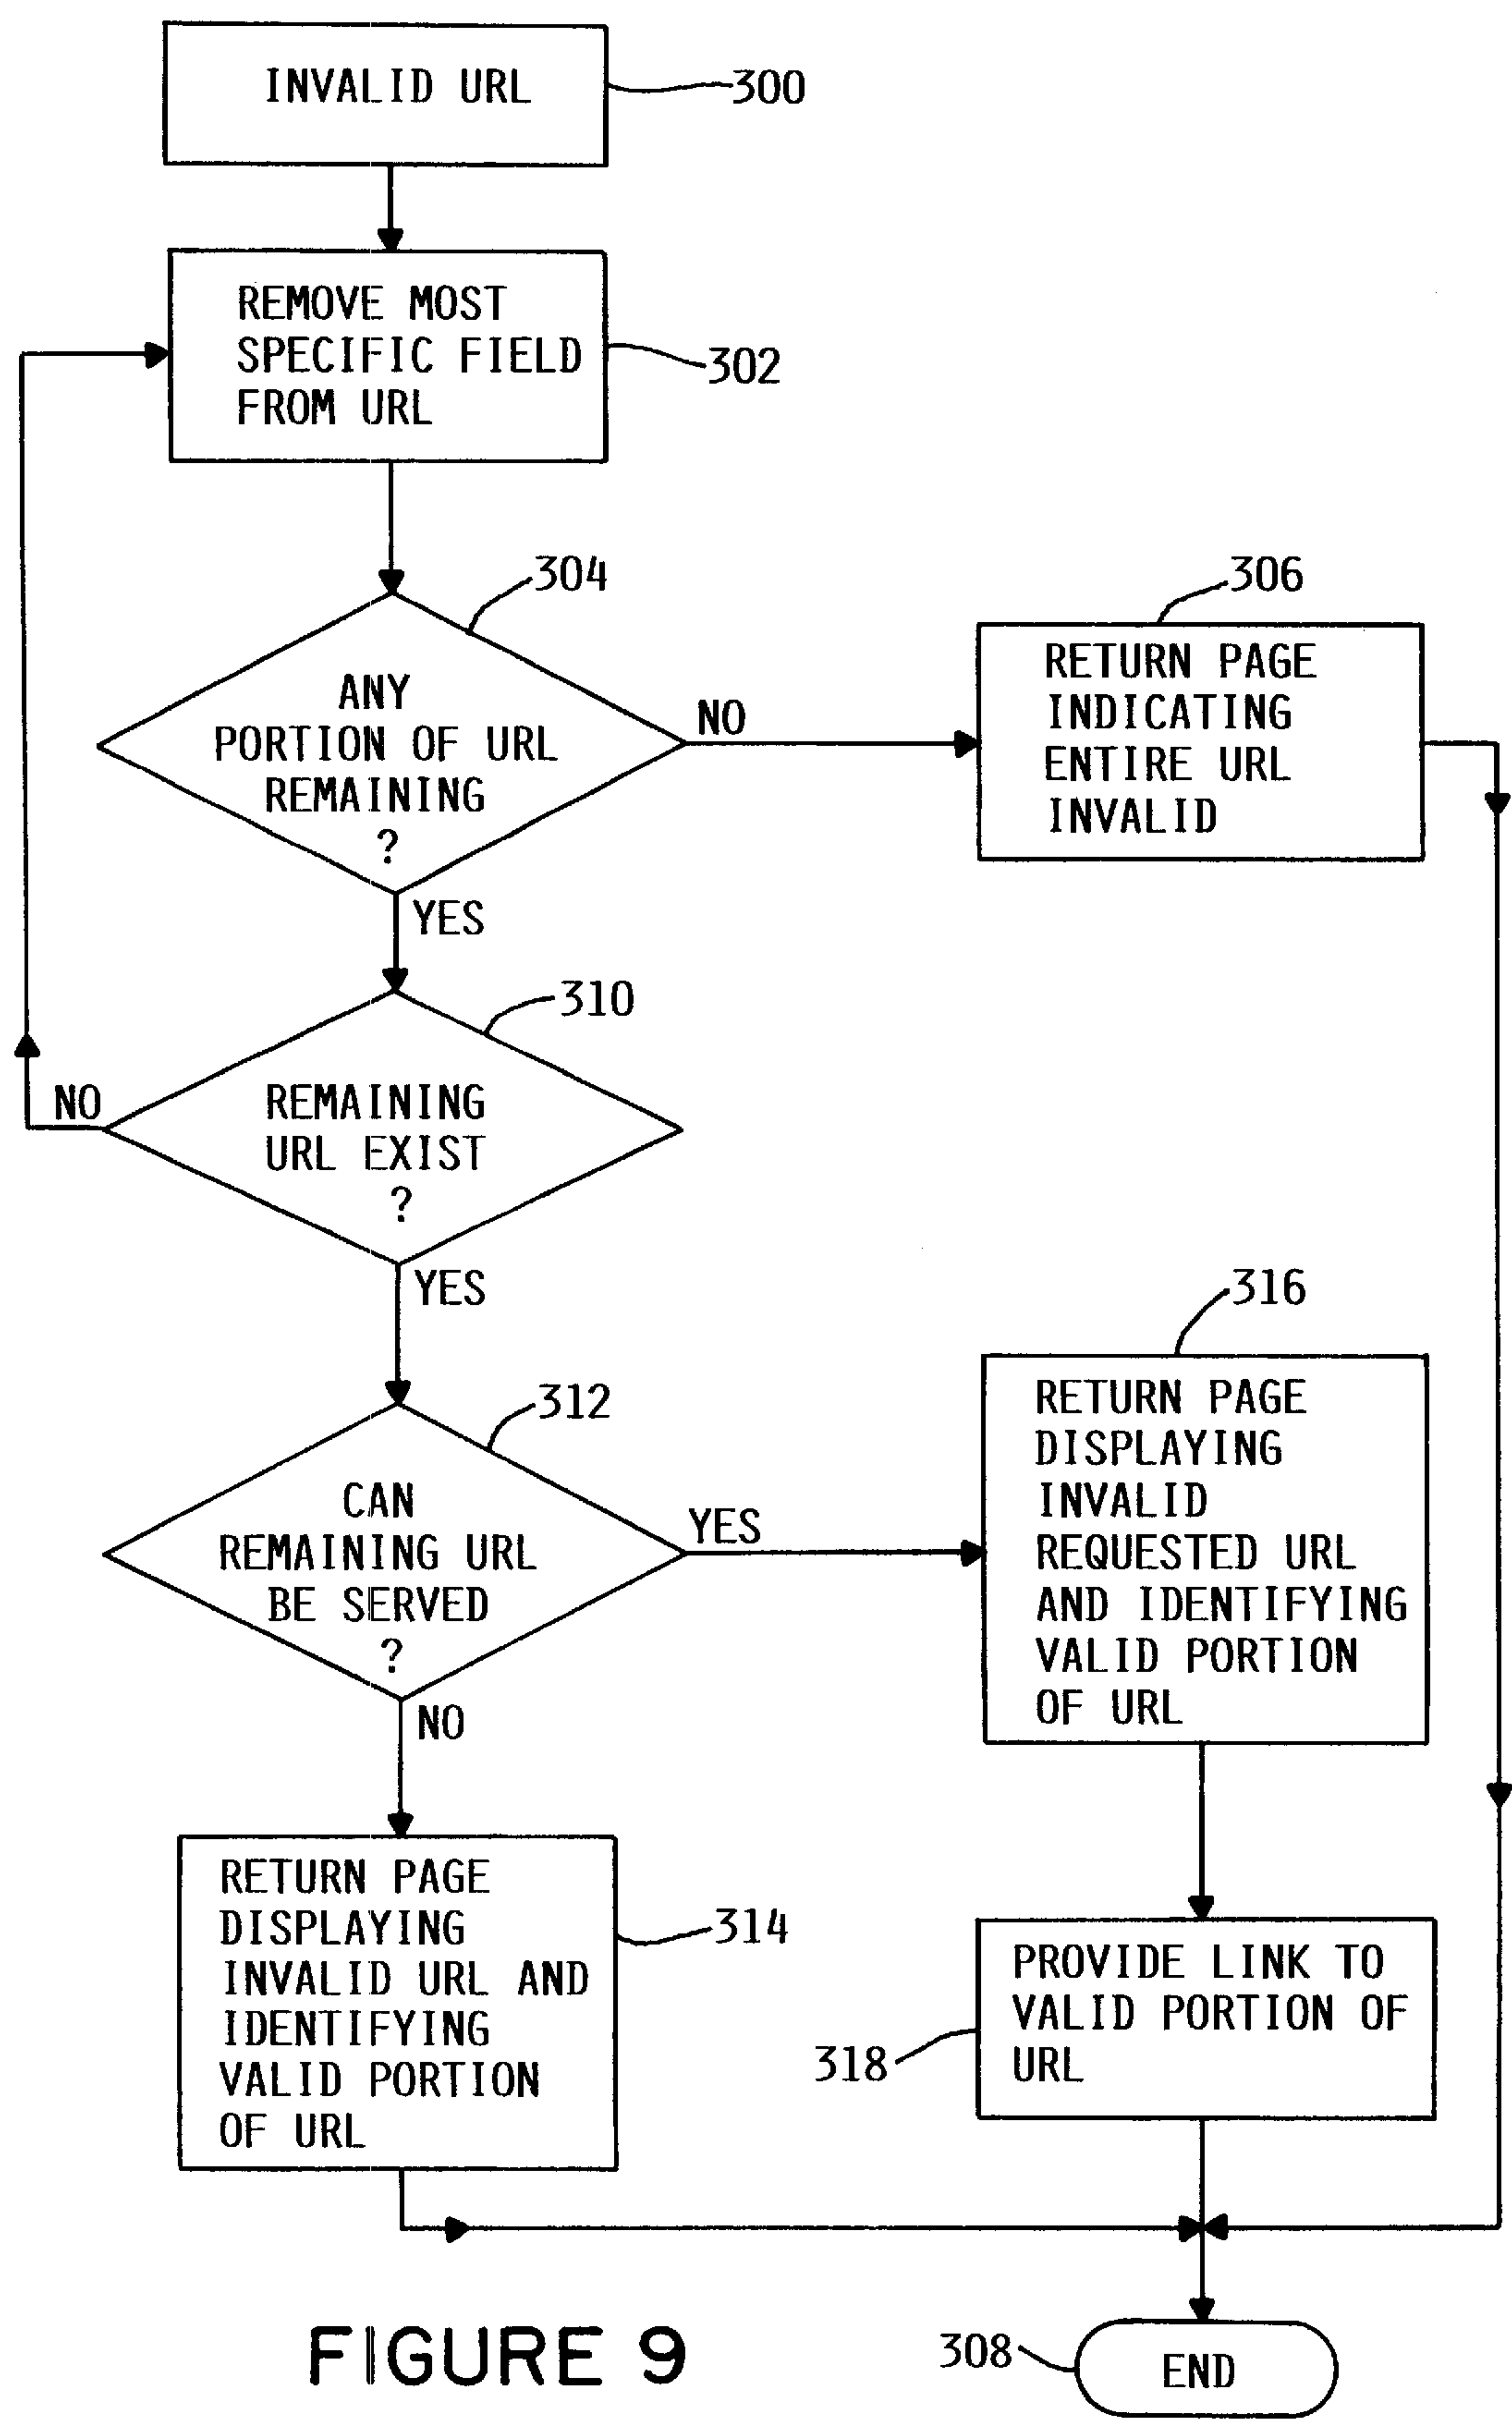 INVALID URL
300
REMOVE MOST
SPECIFIC FIELD
FROM URL
302
304
ANY
PORTION OF URL
REMAINING
?
NO
YES
306
RETURN PAGE
INDICATING
ENTIRE URL
INVALID
310
REMAINING
URL EXIST
?
NO
YES
312
CAN
REMAINING URL
BE SERVED
?
YES
NO
316
RETURN PAGE
DISPLAYING
INVALID
REQUESTED URL
AND IDENTIFYING
VALID PORTION
OF URL
RETURN PAGE
DISPLAYING
INVALID URL AND
IDENTIFYING
VALID PORTION
OF URL
314
PROVIDE LINK TO
VALID PORTION OF
URL
318
308
END
FIGURE 9